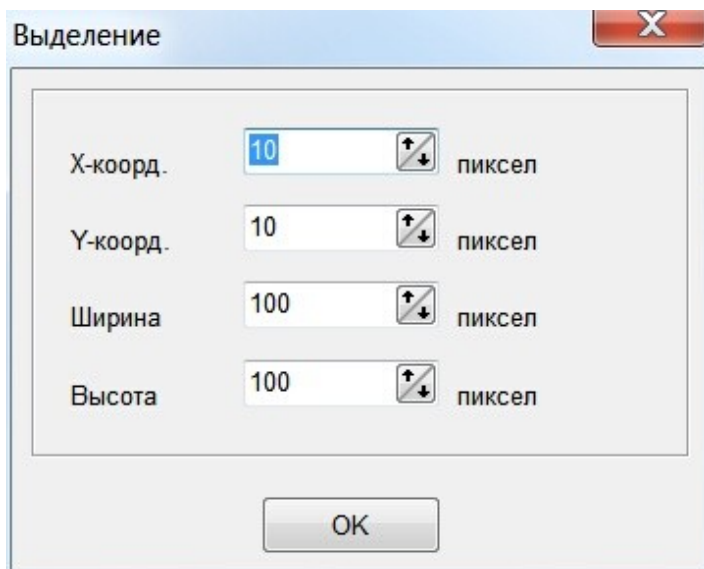 Выделение
X-коорд. 10 пиксел
Y-коорд. 10 пиксел
Ширина 100 пиксел
Высота 100 пиксел
OK